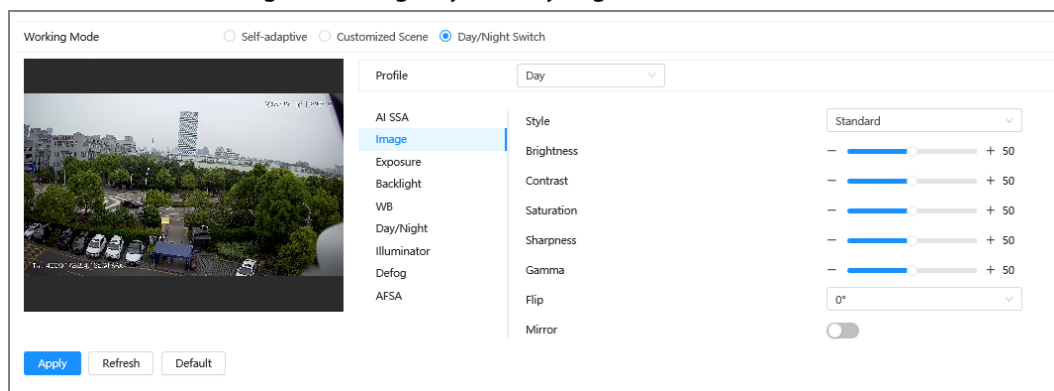 Working Mode Self-adaptive Customized Scene Day/Night Switch
Profile Day
AI SSA
Image
Exposure
Backlight
WB
Day/Night
Illuminator
Defog
AFSA
Style Standard
Brightness − + 50
Contrast − + 50
Saturation − + 50
Sharpness − + 50
Gamma − + 50
Flip 0°
Mirror
Apply Refresh Default